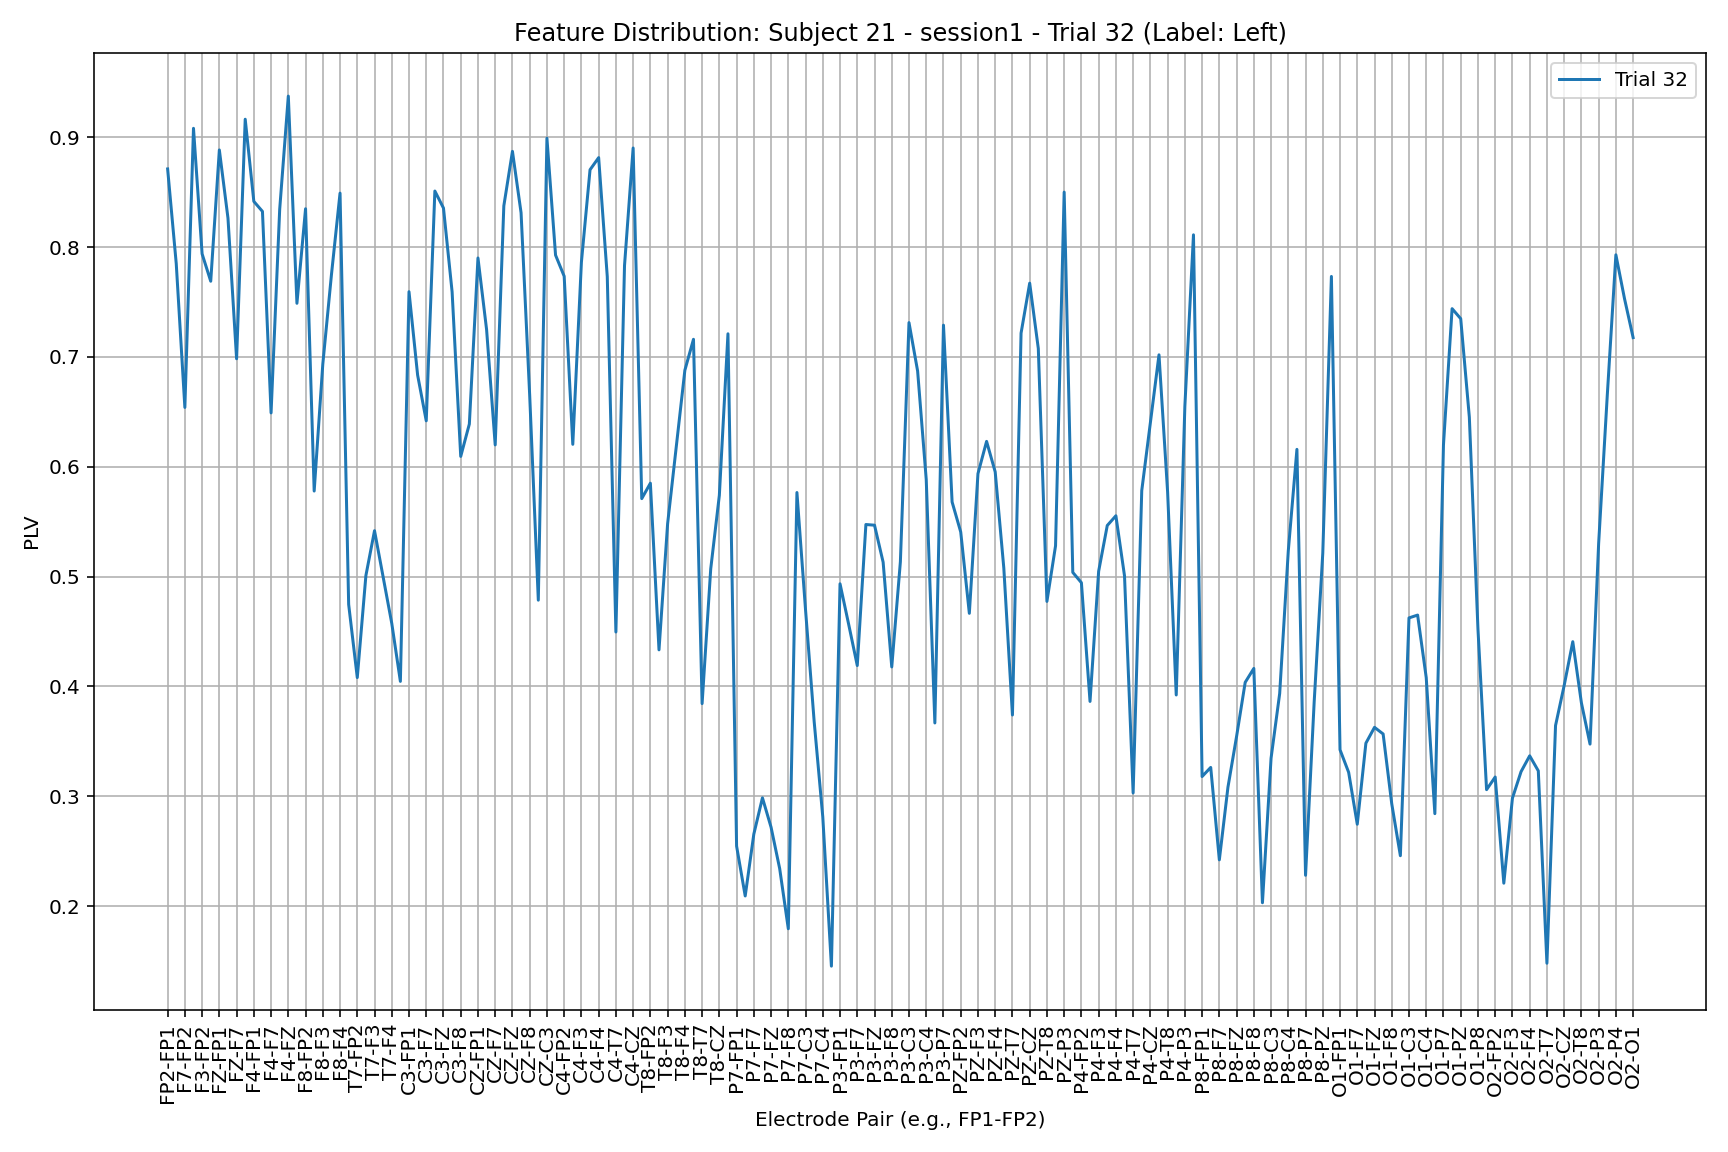 Feature Distribution: Subject 21 - session1 - Trial 32 (Label: Left)
Trial 32
0.9
0.8
0.7
0.6
0.5
0.4
0.3
0.2
PLV
FP2-FP1
F7-FP2
F3-FP2
FZ-FP1
FZ-F7
F4-FP1
F4-F7
F4-FZ
F8-FP2
F8-F3
F8-F4
T7-FP2
T7-F3
T7-F4
C3-FP1
C3-F7
C3-FZ
C3-F8
CZ-FP1
CZ-F7
CZ-FZ
CZ-F8
CZ-C3
C4-FP2
C4-F3
C4-F4
C4-T7
C4-CZ
T8-FP2
T8-F3
T8-F4
T8-T7
T8-CZ
P7-FP1
P7-F7
P7-FZ
P7-F8
P7-C3
P7-C4
P3-FP1
P3-F7
P3-FZ
P3-F8
P3-C3
P3-C4
P3-P7
PZ-FP2
PZ-F3
PZ-F4
PZ-T7
PZ-CZ
PZ-T8
PZ-P3
P4-FP2
P4-F3
P4-F4
P4-T7
P4-CZ
P4-T8
P4-P3
P8-FP1
P8-F7
P8-FZ
P8-F8
P8-C3
P8-C4
P8-P7
P8-PZ
O1-FP1
O1-F7
O1-FZ
O1-F8
O1-C3
O1-C4
O1-P7
O1-PZ
O1-P8
O2-FP2
O2-F3
O2-F4
O2-T7
O2-CZ
O2-T8
O2-P3
O2-P4
O2-O1
Electrode Pair (e.g., FP1-FP2)